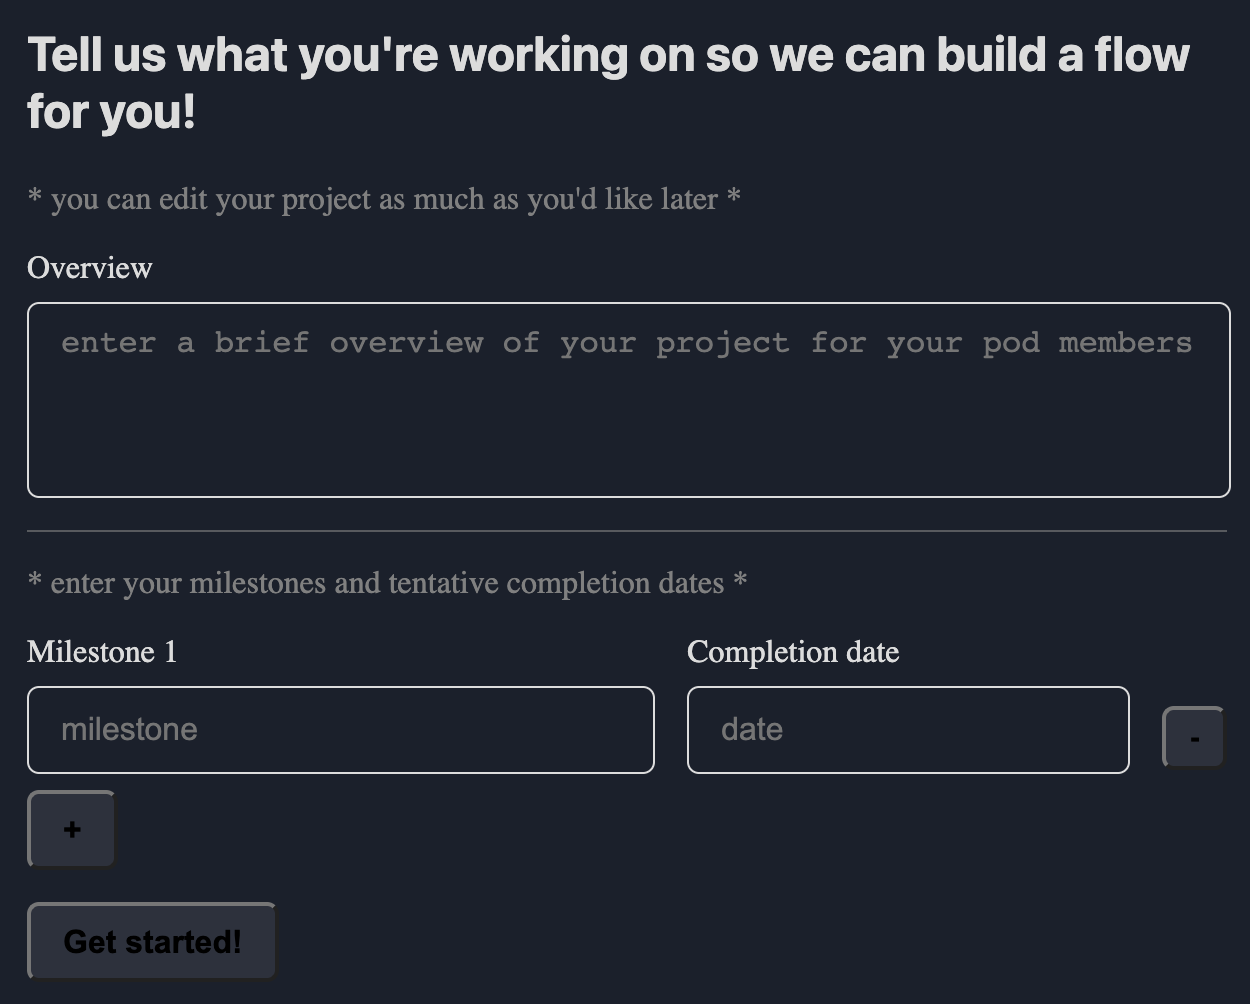 Tell us what you're working on so we can build a flow
for you!
* you can edit your project as much as you'd like later *
Overview
enter a brief overview of your project for your pod members
* enter your milestones and tentative completion dates *
Milestone 1
Completion date
milestone
date
-
+
Get started!